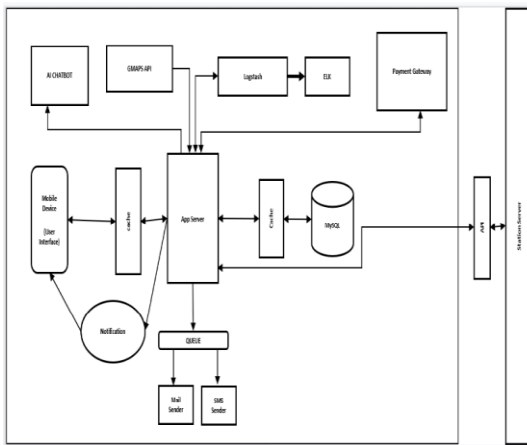 AI CHATBOT
GMAPS API
Logstash
ELK
Payment Gateway
Mobile
Device
(User
Interface)
cache
App Server
Cache
MySQL
API
Station Server
Notification
QUEUE
Mail
Sender
SMS
Sender